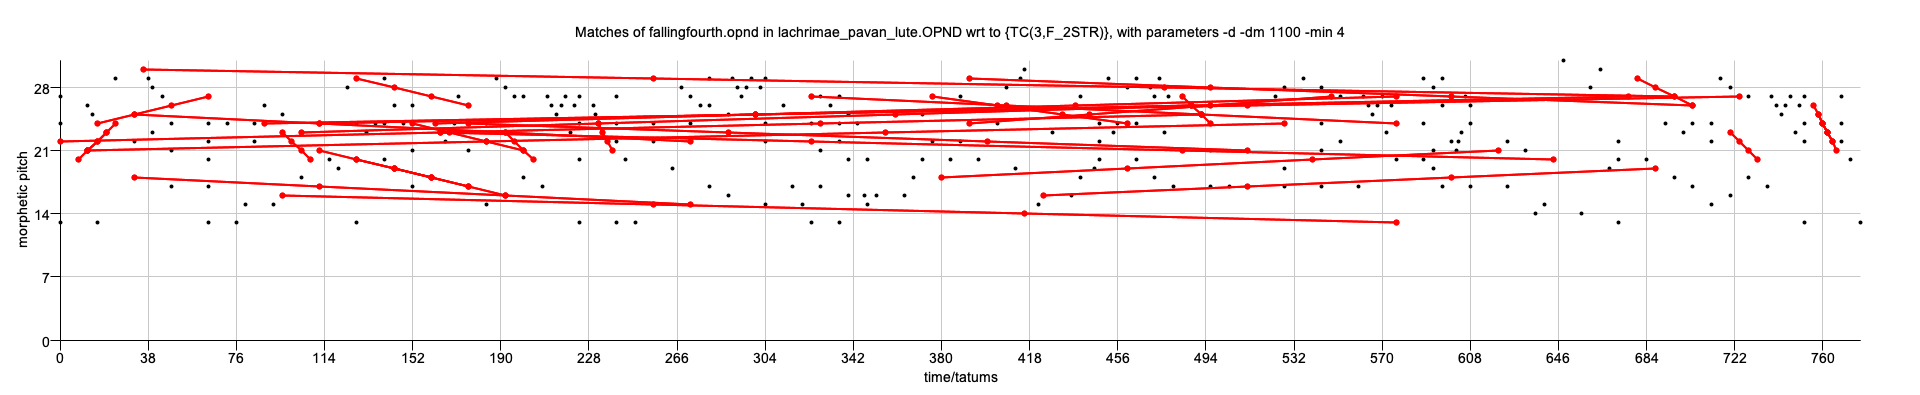 Matches of fallingfourth.opnd in lachrimae_pavan_lute.OPND wrt to {TC(3,F_2STR)}, with parameters -d -dm 1100 -min 4
morphetic pitch
28
21
14
7
0
0 38 76 114 152 190 228 266 304 342 380 418 456 494 532 570 608 646 684 722 760
time/tatums